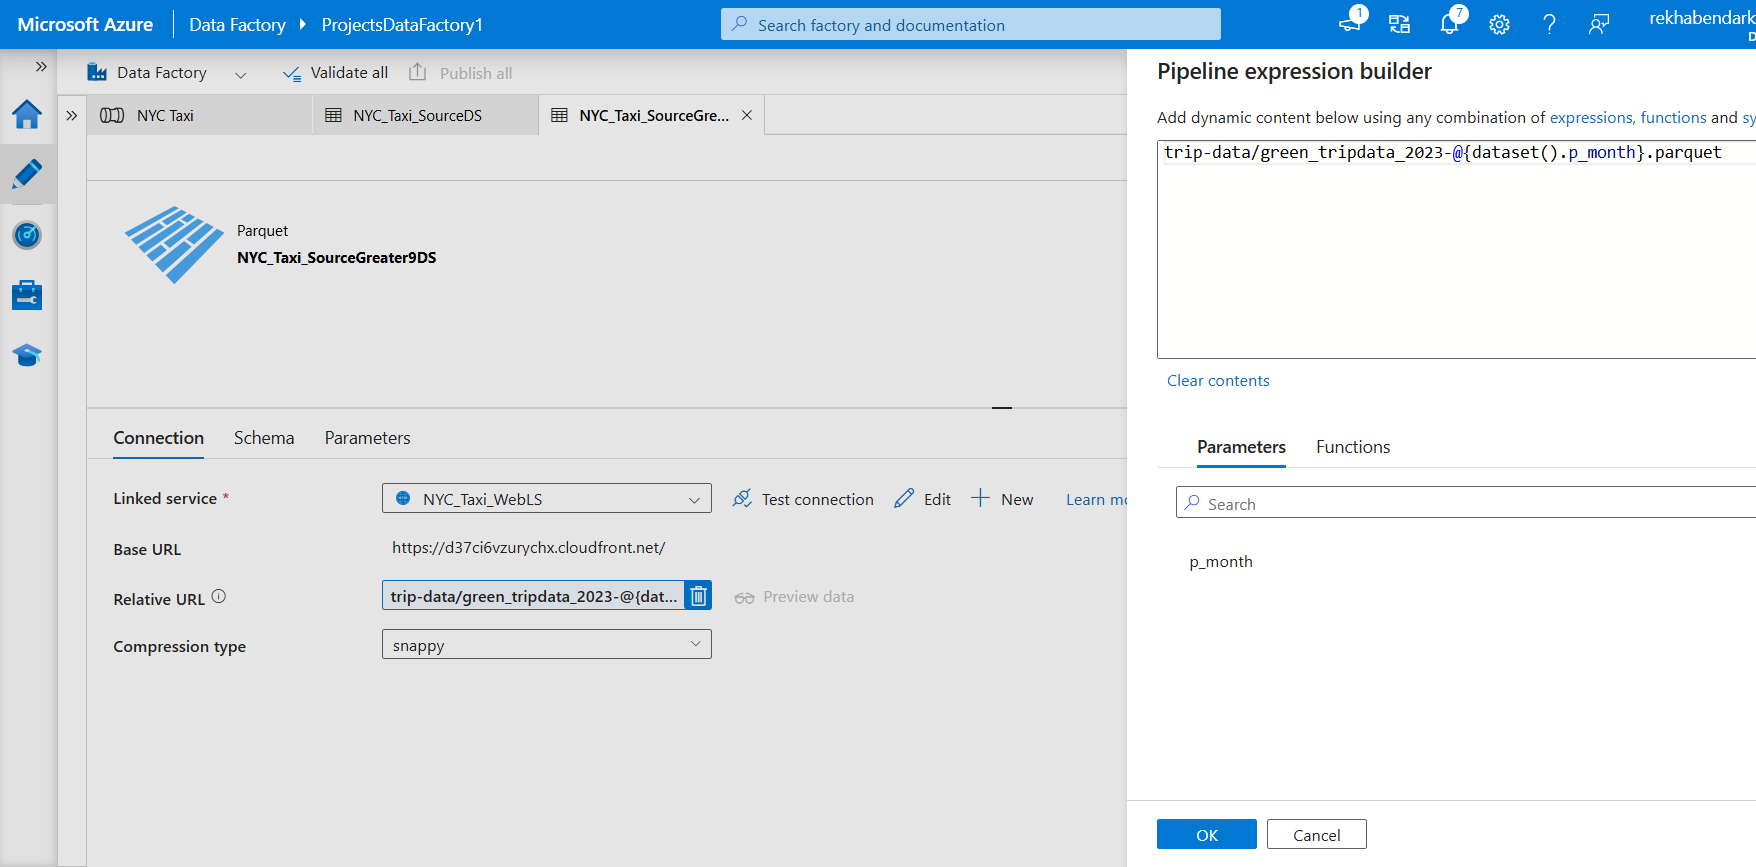 Microsoft Azure
Data Factory
ProjectsDataFactory1
Search factory and documentation
1
7
rekhabendark
Data Factory
Validate all
Publish all
NYC Taxi
NYC_Taxi_SourceDS
NYC_Taxi_SourceGre...
Parquet
NYC_Taxi_SourceGreater9DS
Connection
Schema
Parameters
Linked service *
NYC_Taxi_WebLS
Test connection
Edit
New
Learn mo
Base URL
https://d37ci6vzurychx.cloudfront.net/
Relative URL
trip-data/green_tripdata_2023-@{dat...
Preview data
Compression type
snappy
Pipeline expression builder
Add dynamic content below using any combination of expressions, functions and sy
trip-data/green_tripdata_2023-@{dataset().p_month}.parquet
Clear contents
Parameters
Functions
Search
p_month
OK
Cancel